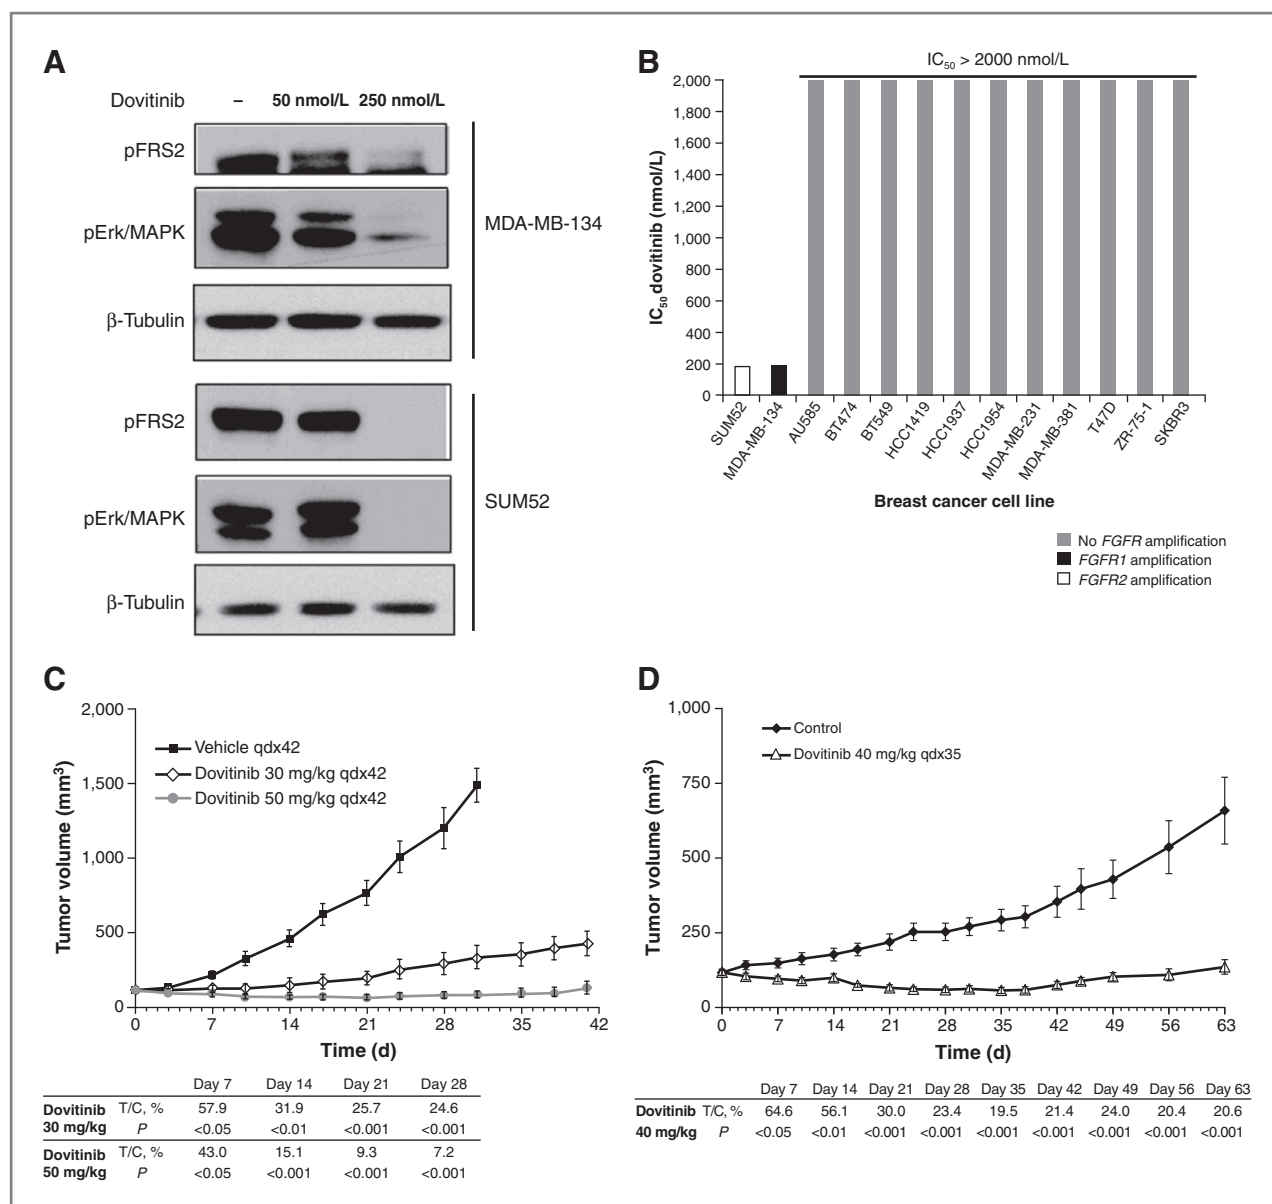 A
Dovitinib – 50 nmol/L 250 nmol/L
pFRS2
pErk/MAPK
MDA-MB-134
β-Tubulin
pFRS2
pErk/MAPK
SUM52
β-Tubulin
B
IC50 > 2000 nmol/L
IC50 dovitinib (nmol/L)
2,000
1,800
1,600
1,400
1,200
1,000
800
600
400
200
0
SUM52
MDA-MB-134
AU585
BT474
BT549
HCC1419
HCC1937
HCC1954
MDA-MB-231
MDA-MB-381
T47D
ZR-75-1
SKBR3
Breast cancer cell line
No FGFR amplification
FGFR1 amplification
FGFR2 amplification
C
Tumor volume (mm³)
2,000
1,500
1,000
500
0
Vehicle qdx42
Dovitinib 30 mg/kg qdx42
Dovitinib 50 mg/kg qdx42
0 7 14 21 28 35 42
Time (d)
Day 7 Day 14 Day 21 Day 28
Dovitinib T/C, % 57.9 31.9 25.7 24.6
30 mg/kg P <0.05 <0.01 <0.001 <0.001
Dovitinib T/C, % 43.0 15.1 9.3 7.2
50 mg/kg P <0.05 <0.001 <0.001 <0.001
D
Tumor volume (mm³)
1,000
750
500
250
0
Control
Dovitinib 40 mg/kg qdx35
0 7 14 21 28 35 42 49 56 63
Time (d)
Day 7 Day 14 Day 21 Day 28 Day 35 Day 42 Day 49 Day 56 Day 63
Dovitinib T/C, % 64.6 56.1 30.0 23.4 19.5 21.4 24.0 20.4 20.6
40 mg/kg P <0.05 <0.01 <0.001 <0.001 <0.001 <0.001 <0.001 <0.001 <0.001